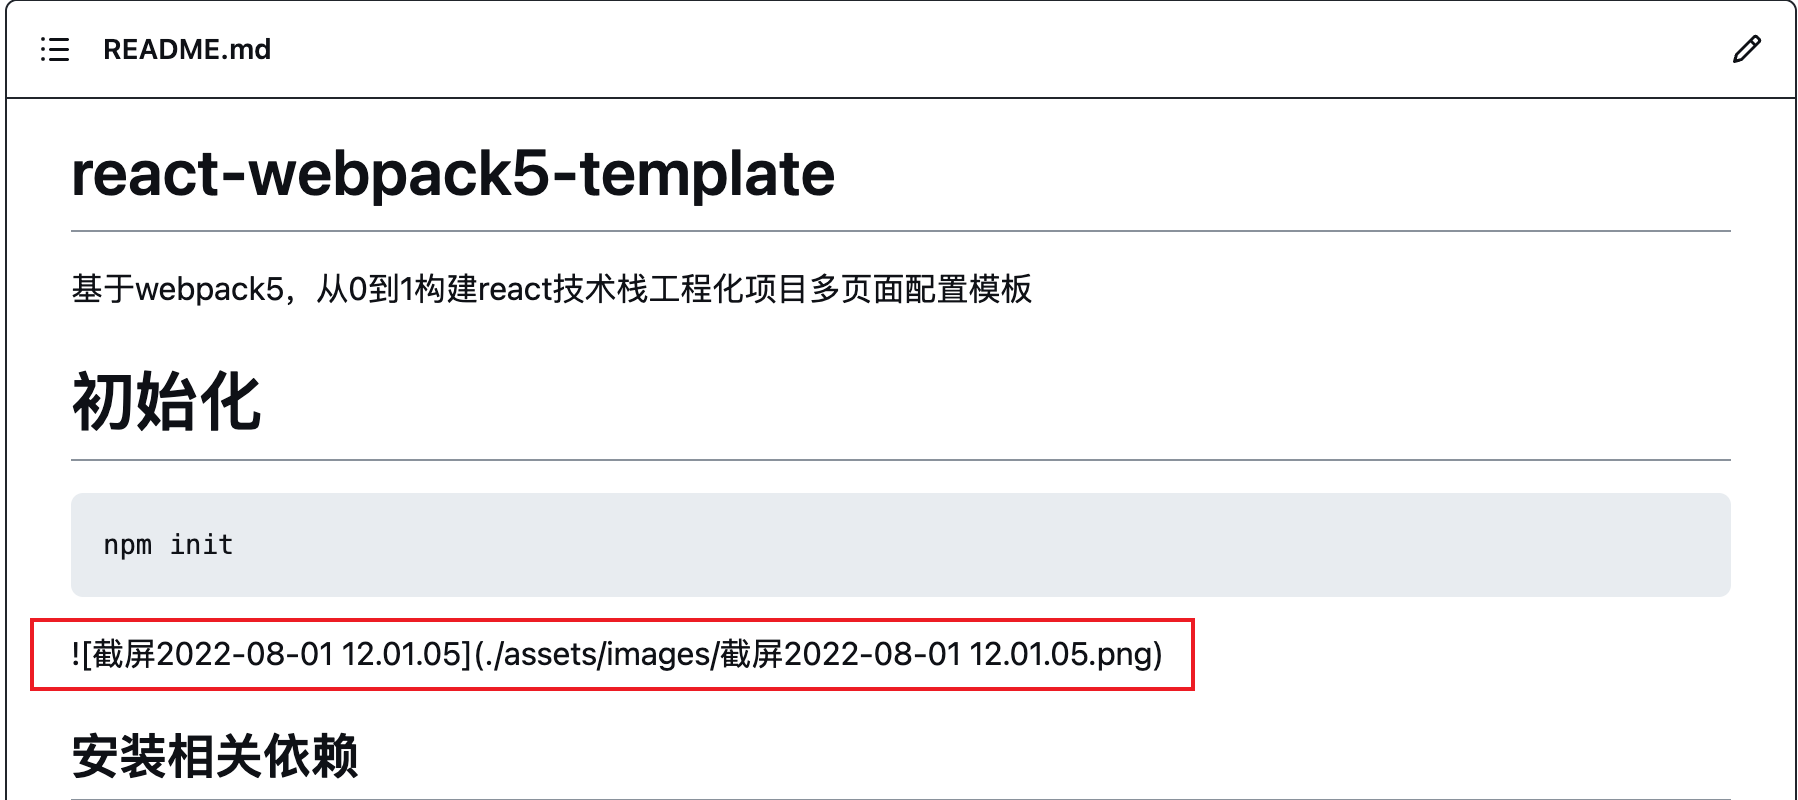 README.md
react-webpack5-template
基于webpack5，从0到1构建react技术栈工程化项目多页面配置模板
初始化
npm init
![截屏2022-08-01 12.01.05](./assets/images/截屏2022-08-01 12.01.05.png)
安装相关依赖